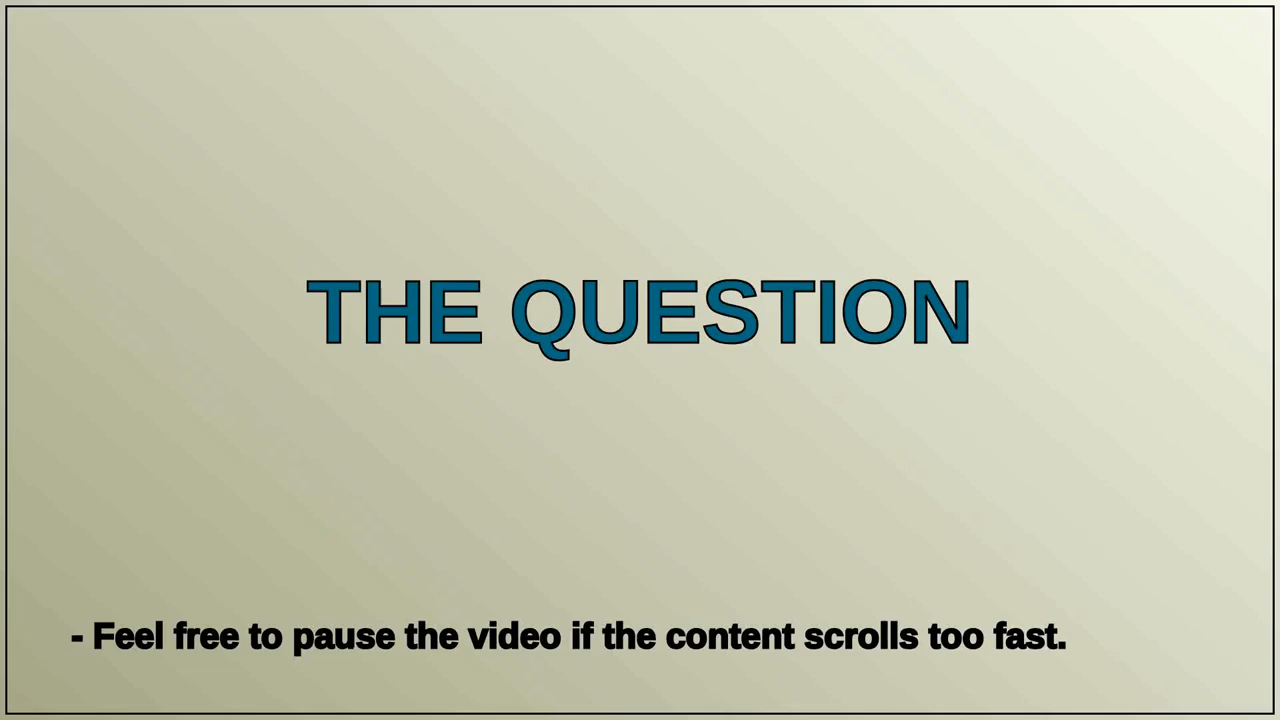 THE QUESTION
- Feel free to pause the video if the content scrolls too fast.